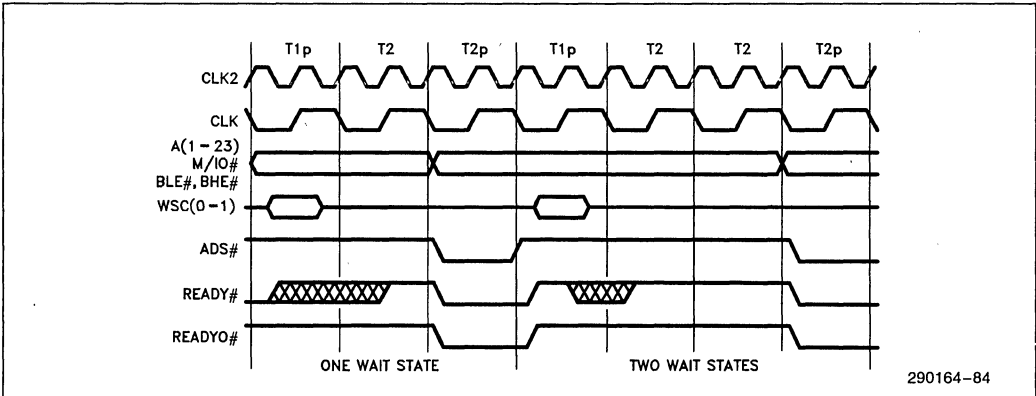 T1p T2 T2p T1p T2 T2 T2p
CLK2
CLK
A(1-23)
M/IO#
BLE#, BHE#
WSC(0-1)
ADS#
READY#
READYO#
ONE WAIT STATE TWO WAIT STATES
290164-84